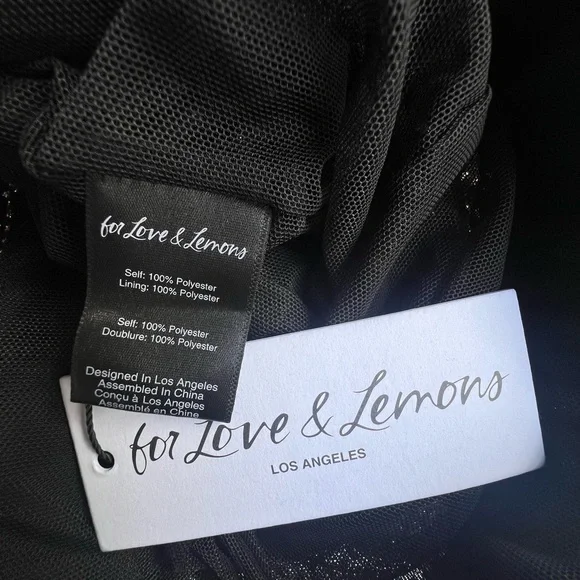 for Love & Lemons
Self: 100% Polyester
Lining: 100% Polyester
Self: 100% Polyester
Doublure: 100% Polyester
Designed In Los Angeles
Assembled In China
Conçu à Los Angeles
Assemblé en Chine
for Love & Lemons
LOS ANGELES